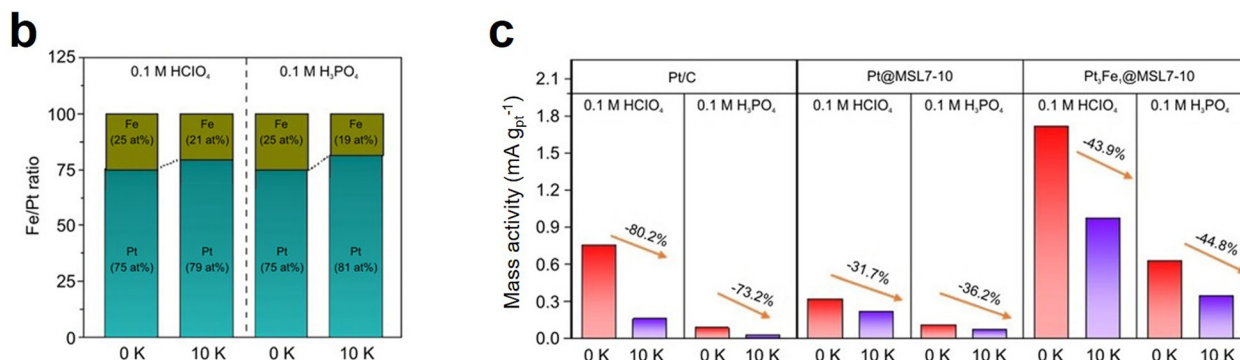 b
125
100
75
50
25
0
Fe/Pt ratio
0.1 M HClO₄
0.1 M H₃PO₄
Fe
(25 at%)
Fe
(21 at%)
Fe
(25 at%)
Fe
(19 at%)
Pt
(75 at%)
Pt
(79 at%)
Pt
(75 at%)
Pt
(81 at%)
0 K
10 K
0 K
10 K
c
Mass activity (mA gₚₜ⁻¹)
2.1
1.8
1.5
1.2
0.9
0.6
0.3
0.0
Pt/C
Pt@MSL7-10
Pt₃Fe₁@MSL7-10
0.1 M HClO₄
0.1 M H₃PO₄
0.1 M HClO₄
0.1 M H₃PO₄
0.1 M HClO₄
0.1 M H₃PO₄
-80.2%
-73.2%
-31.7%
-36.2%
-43.9%
-44.8%
0 K
10 K
0 K
10 K
0 K
10 K
0 K
10 K
0 K
10 K
0 K
10 K